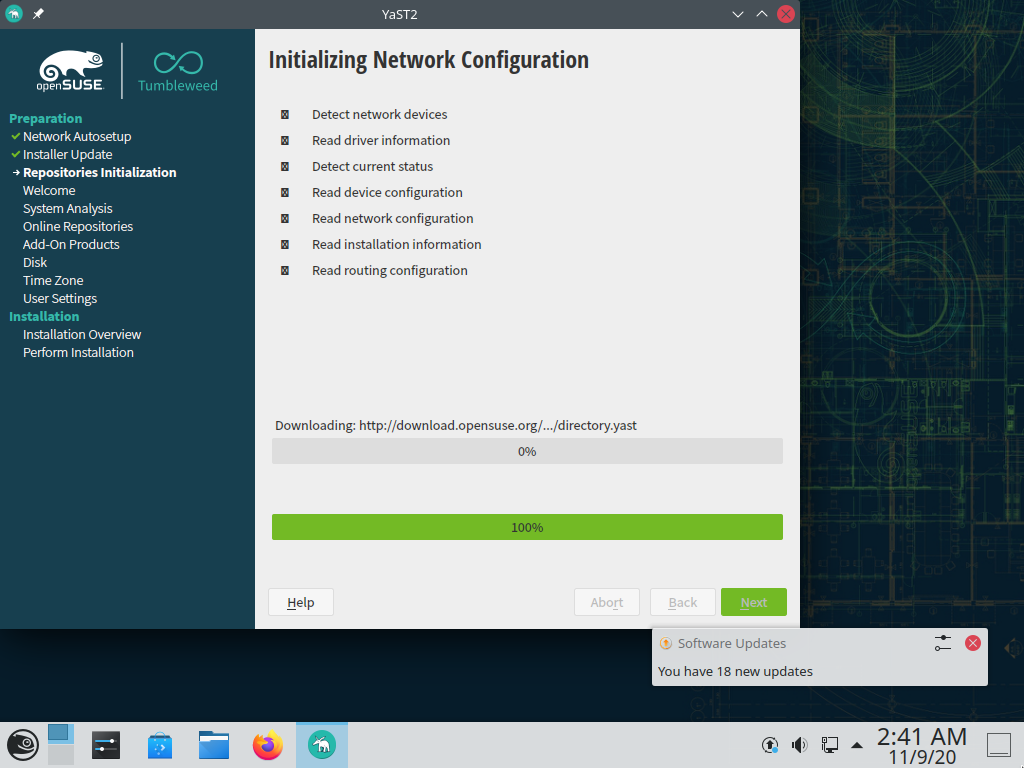 YaST2
openSUSE
Tumbleweed
Preparation
Network Autosetup
Installer Update
Repositories Initialization
Welcome
System Analysis
Online Repositories
Add-On Products
Disk
Time Zone
User Settings
Installation
Installation Overview
Perform Installation
Initializing Network Configuration
Detect network devices
Read driver information
Detect current status
Read device configuration
Read network configuration
Read installation information
Read routing configuration
Downloading: http://download.opensuse.org/.../directory.yast
0%
100%
Help
Abort
Back
Next
Software Updates
You have 18 new updates
2:41 AM
11/9/20